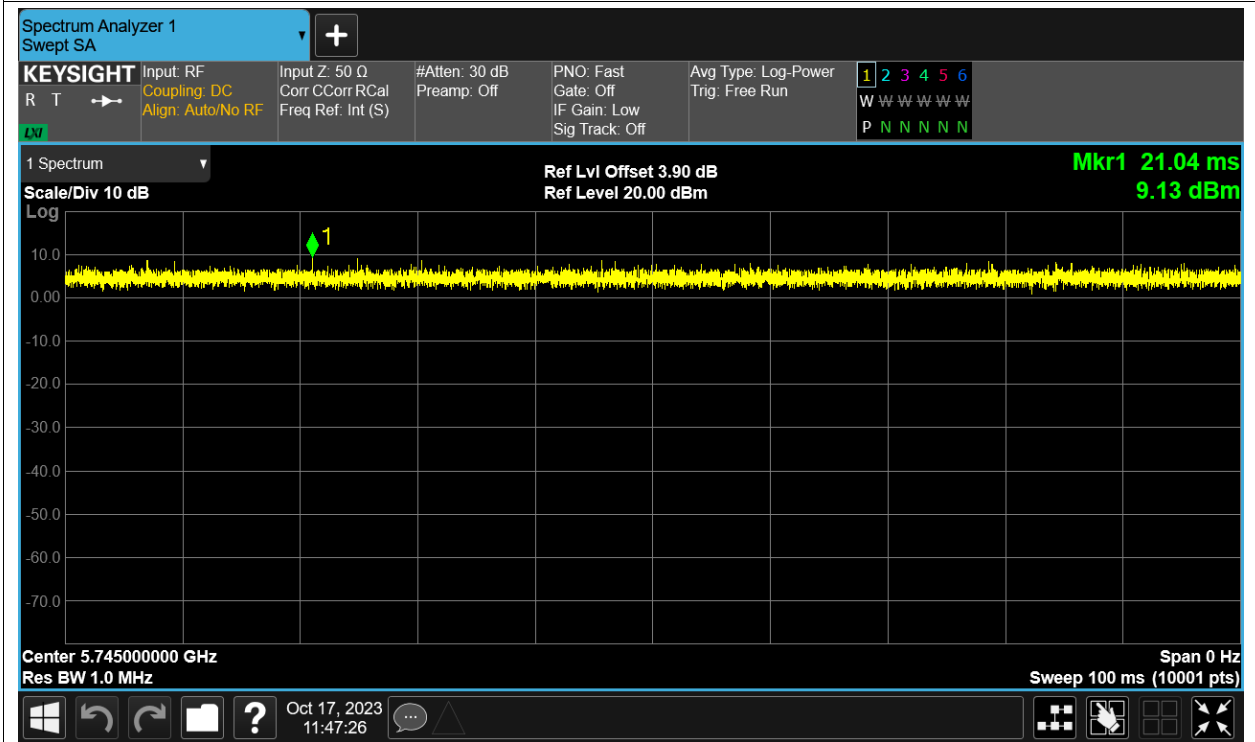 Spectrum Analyzer 1
Swept SA
KEYSIGHT
R T
LXI
Input: RF
Coupling: DC
Align: Auto/No RF
Input Z: 50 Ω
Corr CCorr RCal
Freq Ref: Int (S)
#Atten: 30 dB
Preamp: Off
PNO: Fast
Gate: Off
IF Gain: Low
Sig Track: Off
Avg Type: Log-Power
Trig: Free Run
1 2 3 4 5 6
W W W W W W
P N N N N N
1 Spectrum
Scale/Div 10 dB
Log
Ref Lvl Offset 3.90 dB
Ref Level 20.00 dBm
Mkr1 21.04 ms
9.13 dBm
1
10.0
0.00
-10.0
-20.0
-30.0
-40.0
-50.0
-60.0
-70.0
Center 5.745000000 GHz
Res BW 1.0 MHz
Span 0 Hz
Sweep 100 ms (10001 pts)
?
Oct 17, 2023
11:47:26